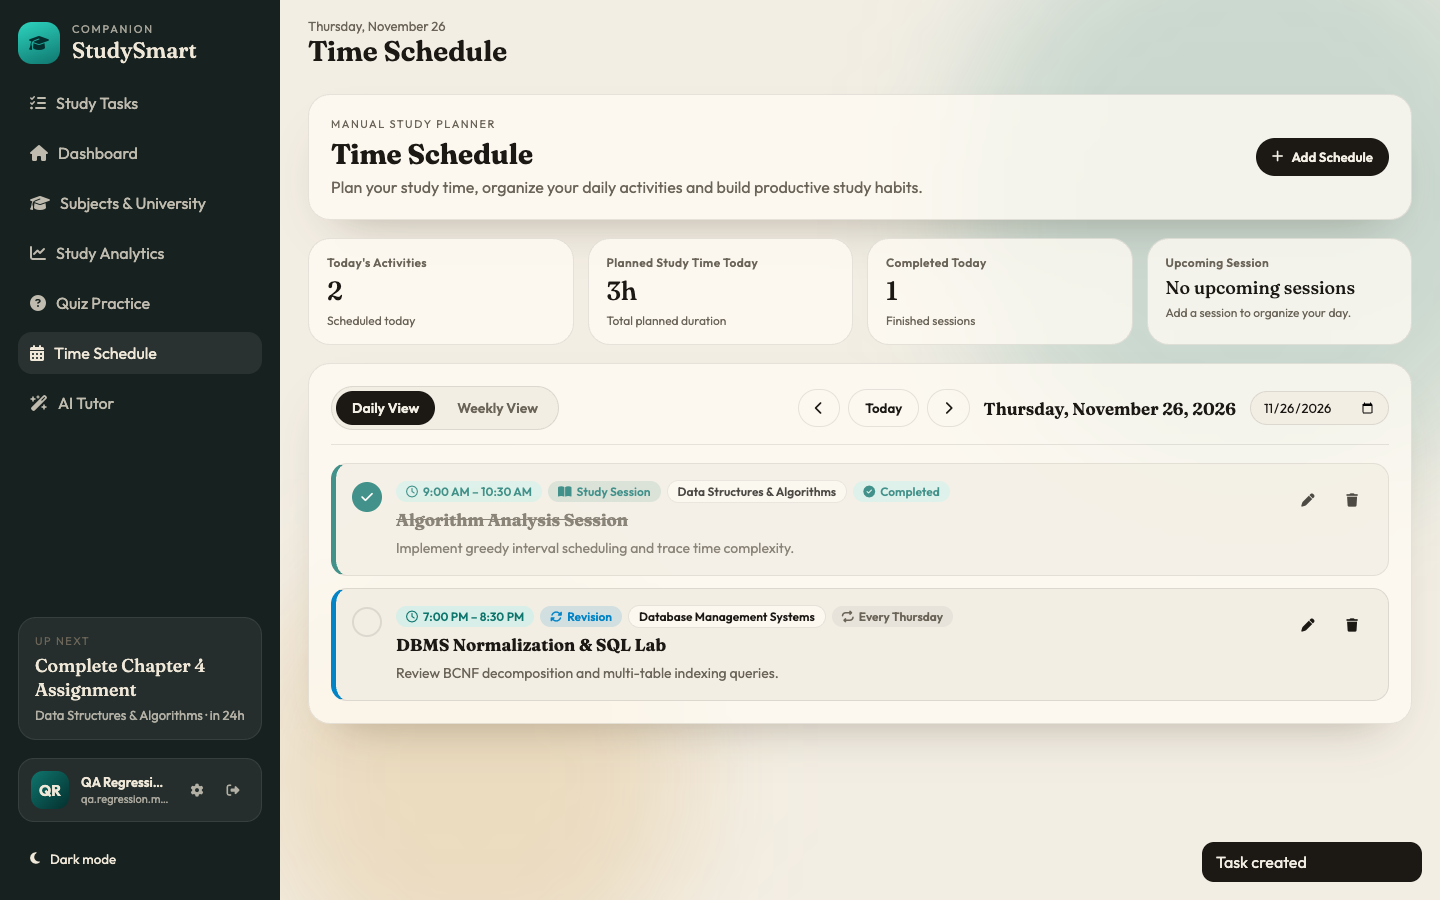 COMPANION
StudySmart
Study Tasks
Dashboard
Subjects & University
Study Analytics
Quiz Practice
Time Schedule
AI Tutor
UP NEXT
Complete Chapter 4
Assignment
Data Structures & Algorithms · in 24h
QR
QA Regressi...
qa.regression.m...
Dark mode
Thursday, November 26
Time Schedule
MANUAL STUDY PLANNER
Time Schedule
Plan your study time, organize your daily activities and build productive study habits.
Add Schedule
Today's Activities
2
Scheduled today
Planned Study Time Today
3h
Total planned duration
Completed Today
1
Finished sessions
Upcoming Session
No upcoming sessions
Add a session to organize your day.
Daily View
Weekly View
Today
Thursday, November 26, 2026
11/26/2026
9:00 AM – 10:30 AM
Study Session
Data Structures & Algorithms
Completed
Algorithm Analysis Session
Implement greedy interval scheduling and trace time complexity.
7:00 PM – 8:30 PM
Revision
Database Management Systems
Every Thursday
DBMS Normalization & SQL Lab
Review BCNF decomposition and multi-table indexing queries.
Task created